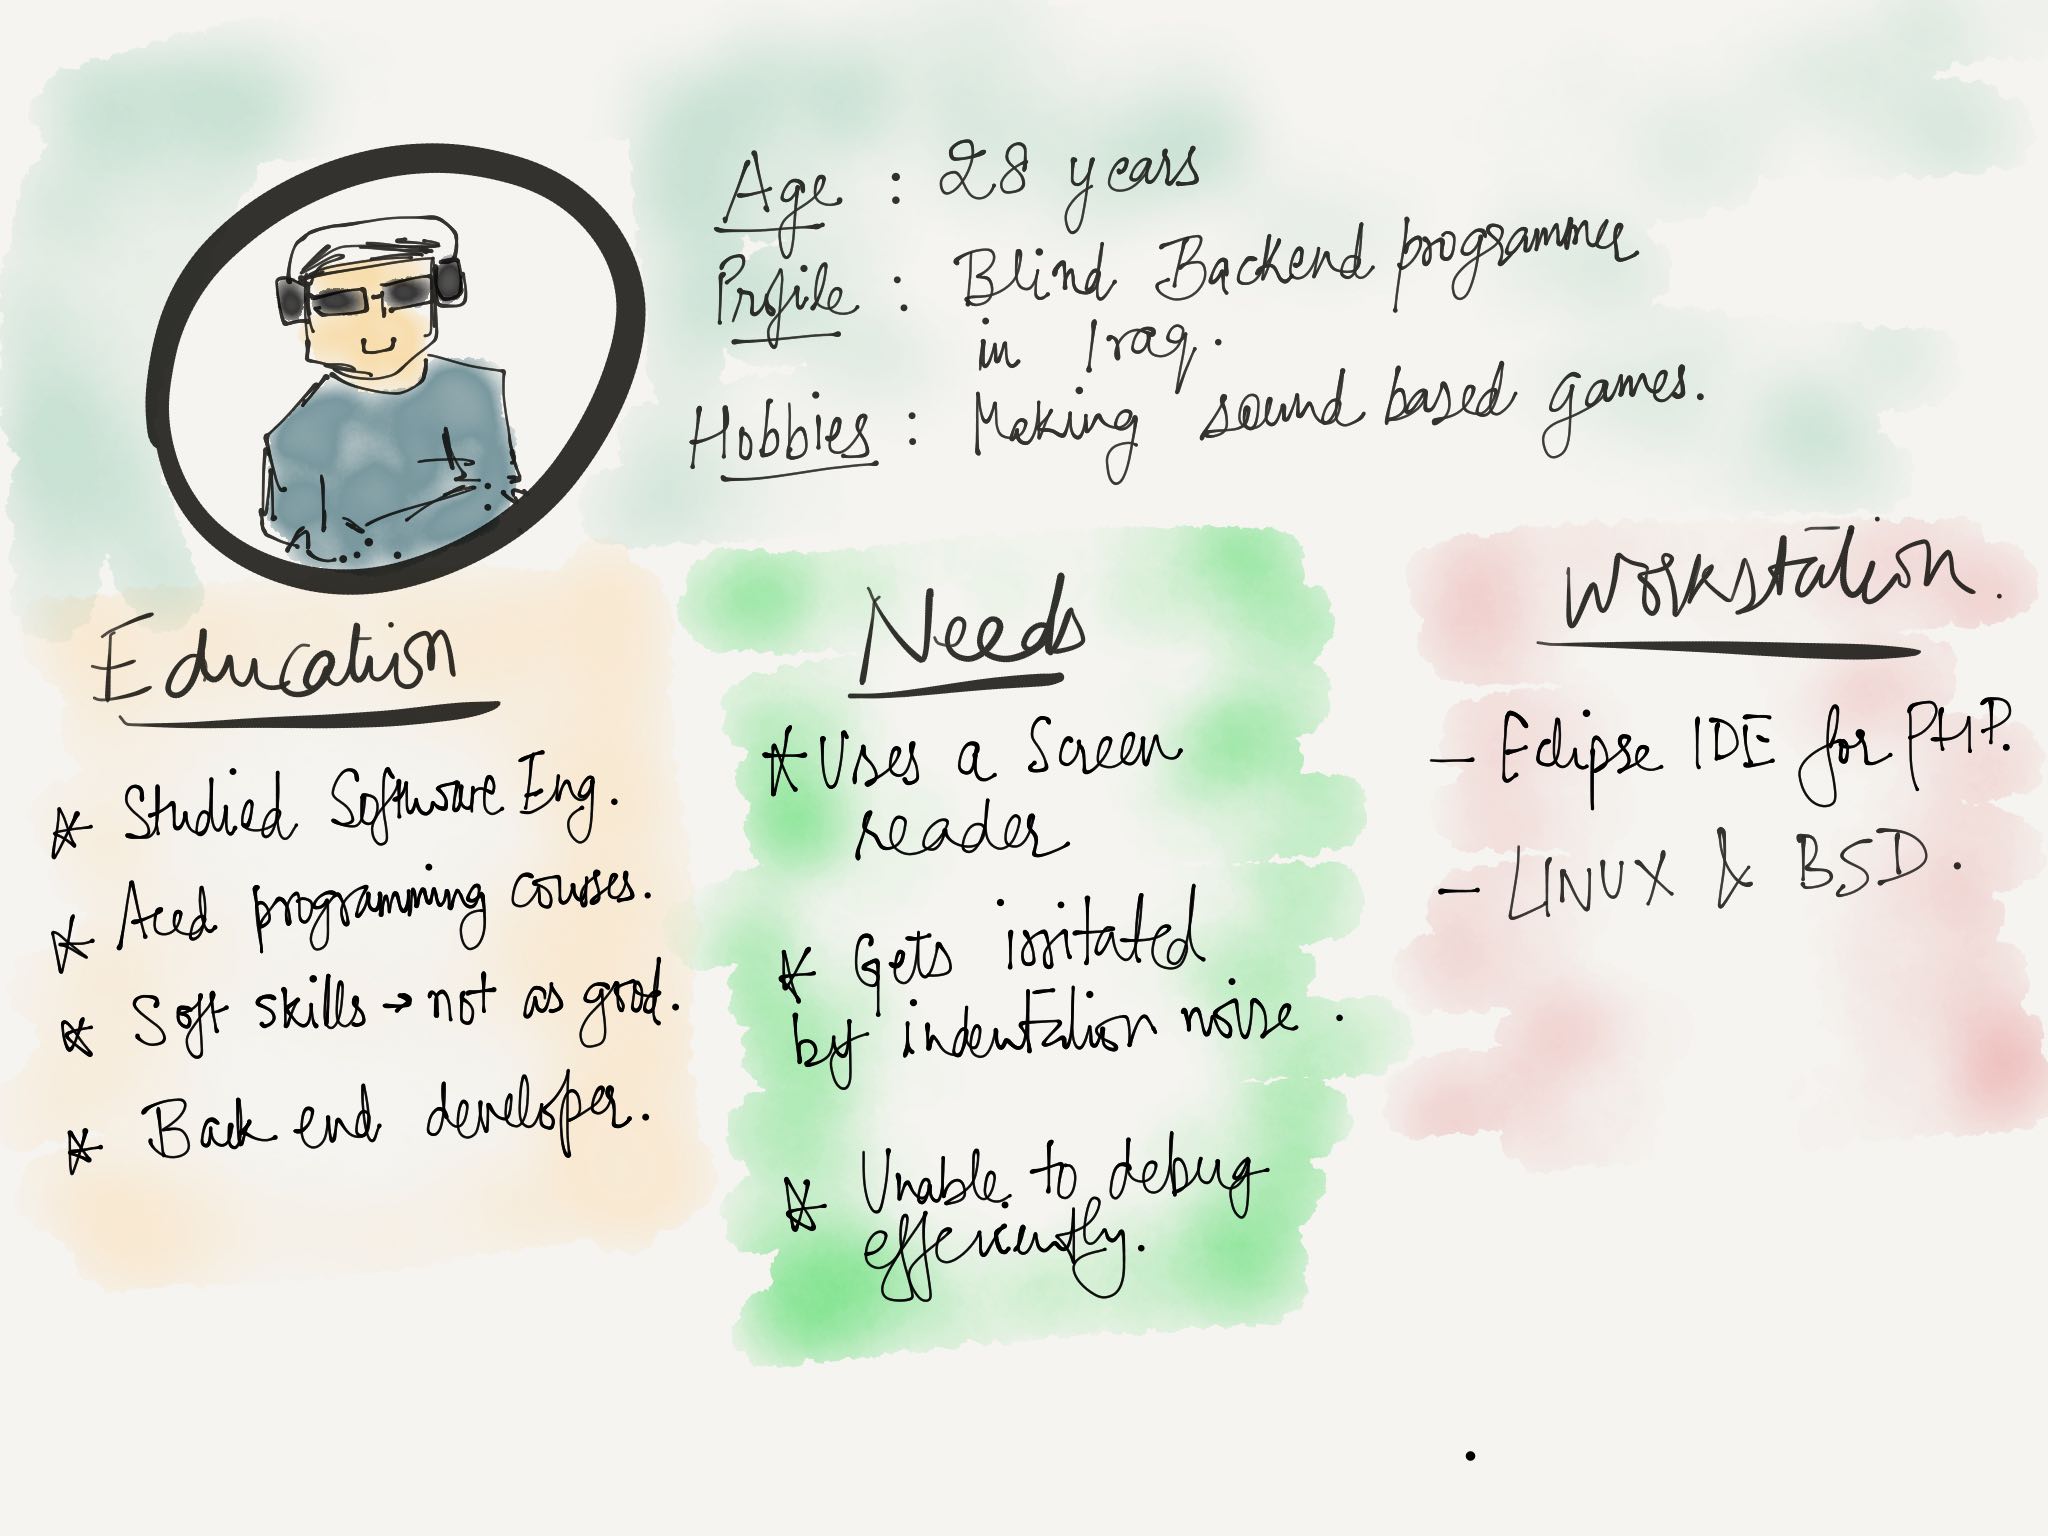 Age : 28 years
Profile : Blind Backend programmer
in Iraq.
Hobbies : Making sound based games.
Education
* Studied Software Eng.
* Aced programming courses.
* Soft skills → not as good.
* Back end developer.
Needs
* Uses a Screen
reader
* Gets irritated
by indentation noise.
* Unable to debug
efficiently.
Workstation.
- Eclipse IDE for PHP.
- LINUX & BSD.